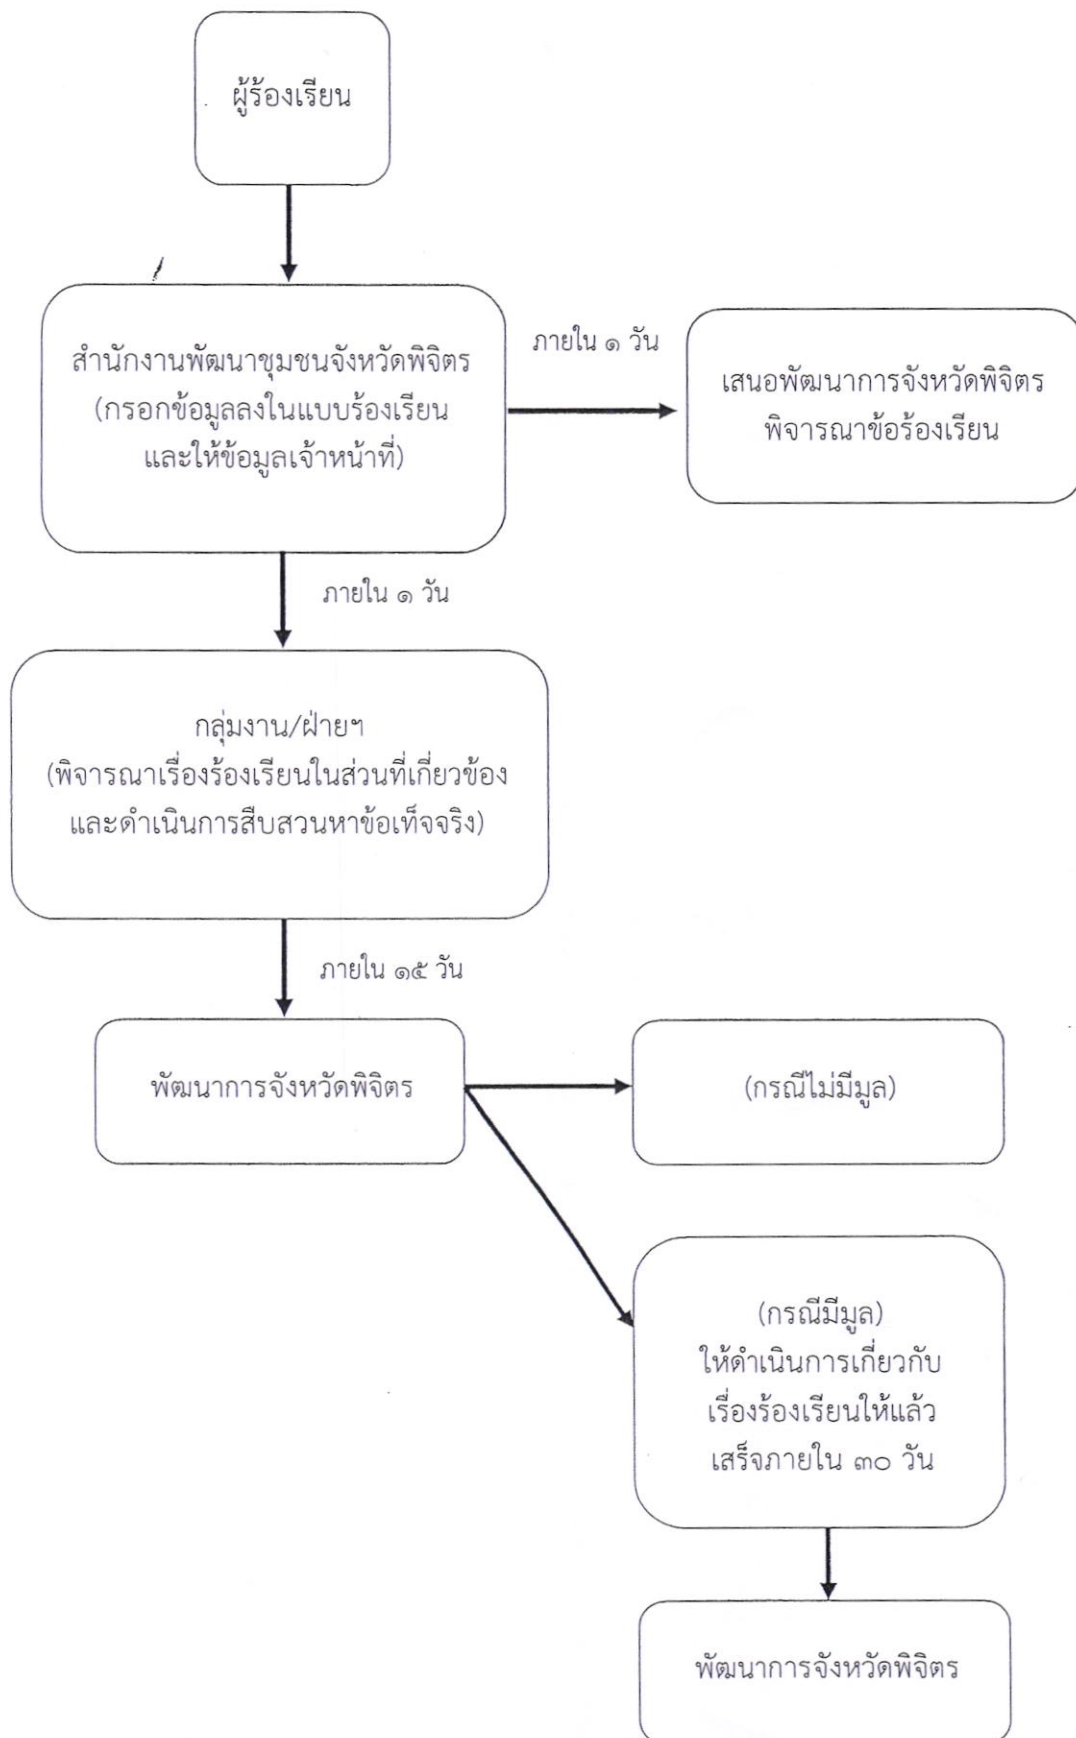 ผู้ร้องเรียน
สำนักงานพัฒนาชุมชนจังหวัดพิจิตร
(กรอกข้อมูลลงในแบบร้องเรียน
และให้ข้อมูลเจ้าหน้าที่)
ภายใน ๑ วัน
เสนอพัฒนาการจังหวัดพิจิตร
พิจารณาข้อร้องเรียน
ภายใน ๑ วัน
กลุ่มงาน/ฝ่ายฯ
(พิจารณาเรื่องร้องเรียนในส่วนที่เกี่ยวข้อง
และดำเนินการสืบสวนหาข้อเท็จจริง)
ภายใน ๑๕ วัน
พัฒนาการจังหวัดพิจิตร
(กรณีไม่มีมูล)
(กรณีมีมูล)
ให้ดำเนินการเกี่ยวกับ
เรื่องร้องเรียนให้แล้ว
เสร็จภายใน ๓๐ วัน
พัฒนาการจังหวัดพิจิตร